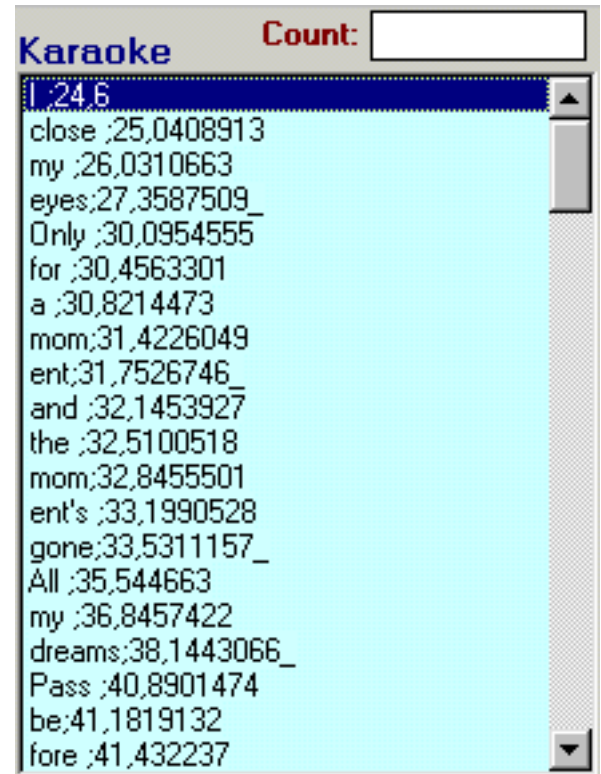 Karaoke Count:
I ;24,6
close ;25,0408913
my ;26,0310663
eyes;27,3587509_
Only ;30,0954555
for ;30,4563301
a ;30,8214473
mom;31,4226049
ent;31,7526746_
and ;32,1453927
the ;32,5100518
mom;32,8455501
ent's ;33,1990528
gone;33,5311157_
All ;35,544663
my ;36,8457422
dreams;38,1443066_
Pass ;40,8901474
be;41,1819132
fore ;41,432237